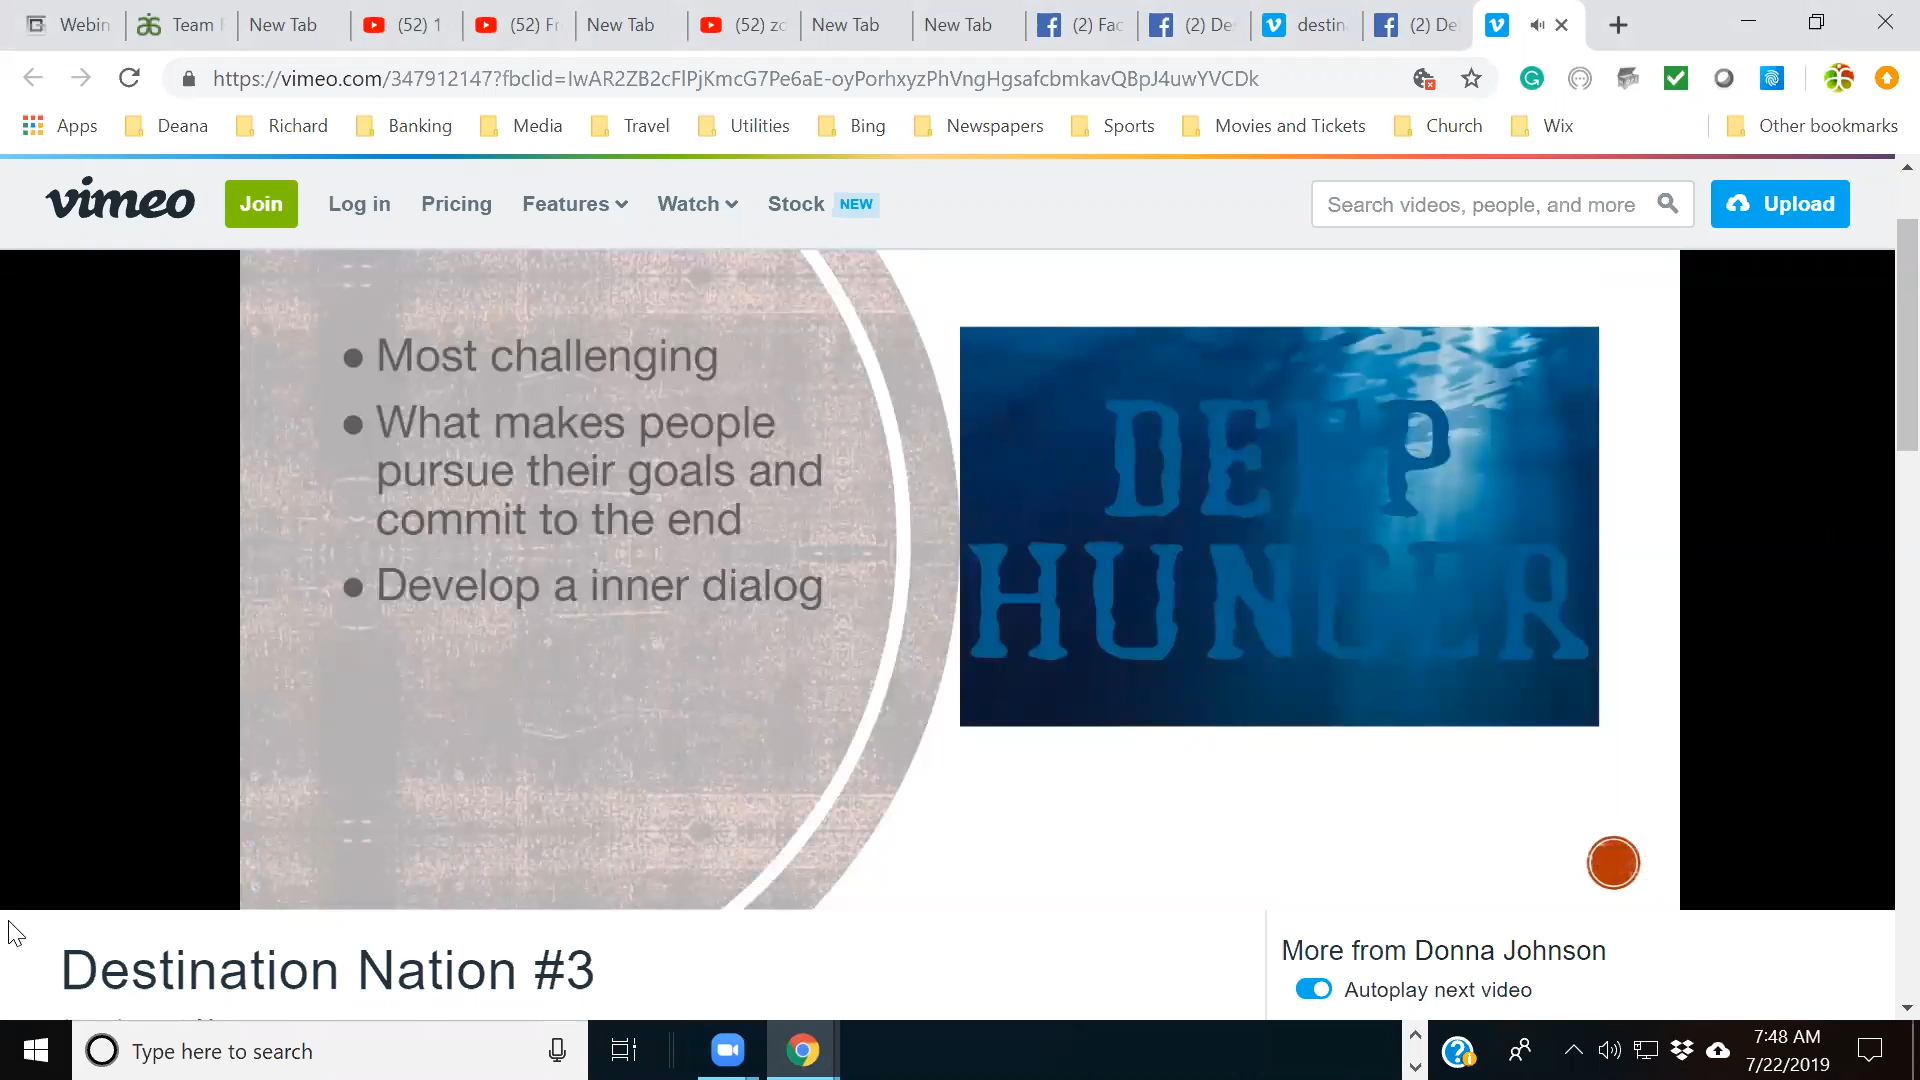 Webin
Team
New Tab
(52) 1
(52) Fr
New Tab
(52) zo
New Tab
New Tab
(2) Fac
(2) De
destin
(2) De
https://vimeo.com/347912147?fbclid=IwAR2ZB2cFlPjKmcG7Pe6aE-oyPorhxyzPhVngHgsafcbmkavQBpJ4uwYVCDk
Apps Deana Richard Banking Media Travel Utilities Bing Newspapers Sports Movies and Tickets Church Wix Other bookmarks
vimeo Join Log in Pricing Features Watch Stock NEW Search videos, people, and more Upload
• Most challenging
• What makes people
pursue their goals and
commit to the end
• Develop a inner dialog
DEEP
HUNGER
Destination Nation #3
More from Donna Johnson
Autoplay next video
Type here to search
7:48 AM
7/22/2019